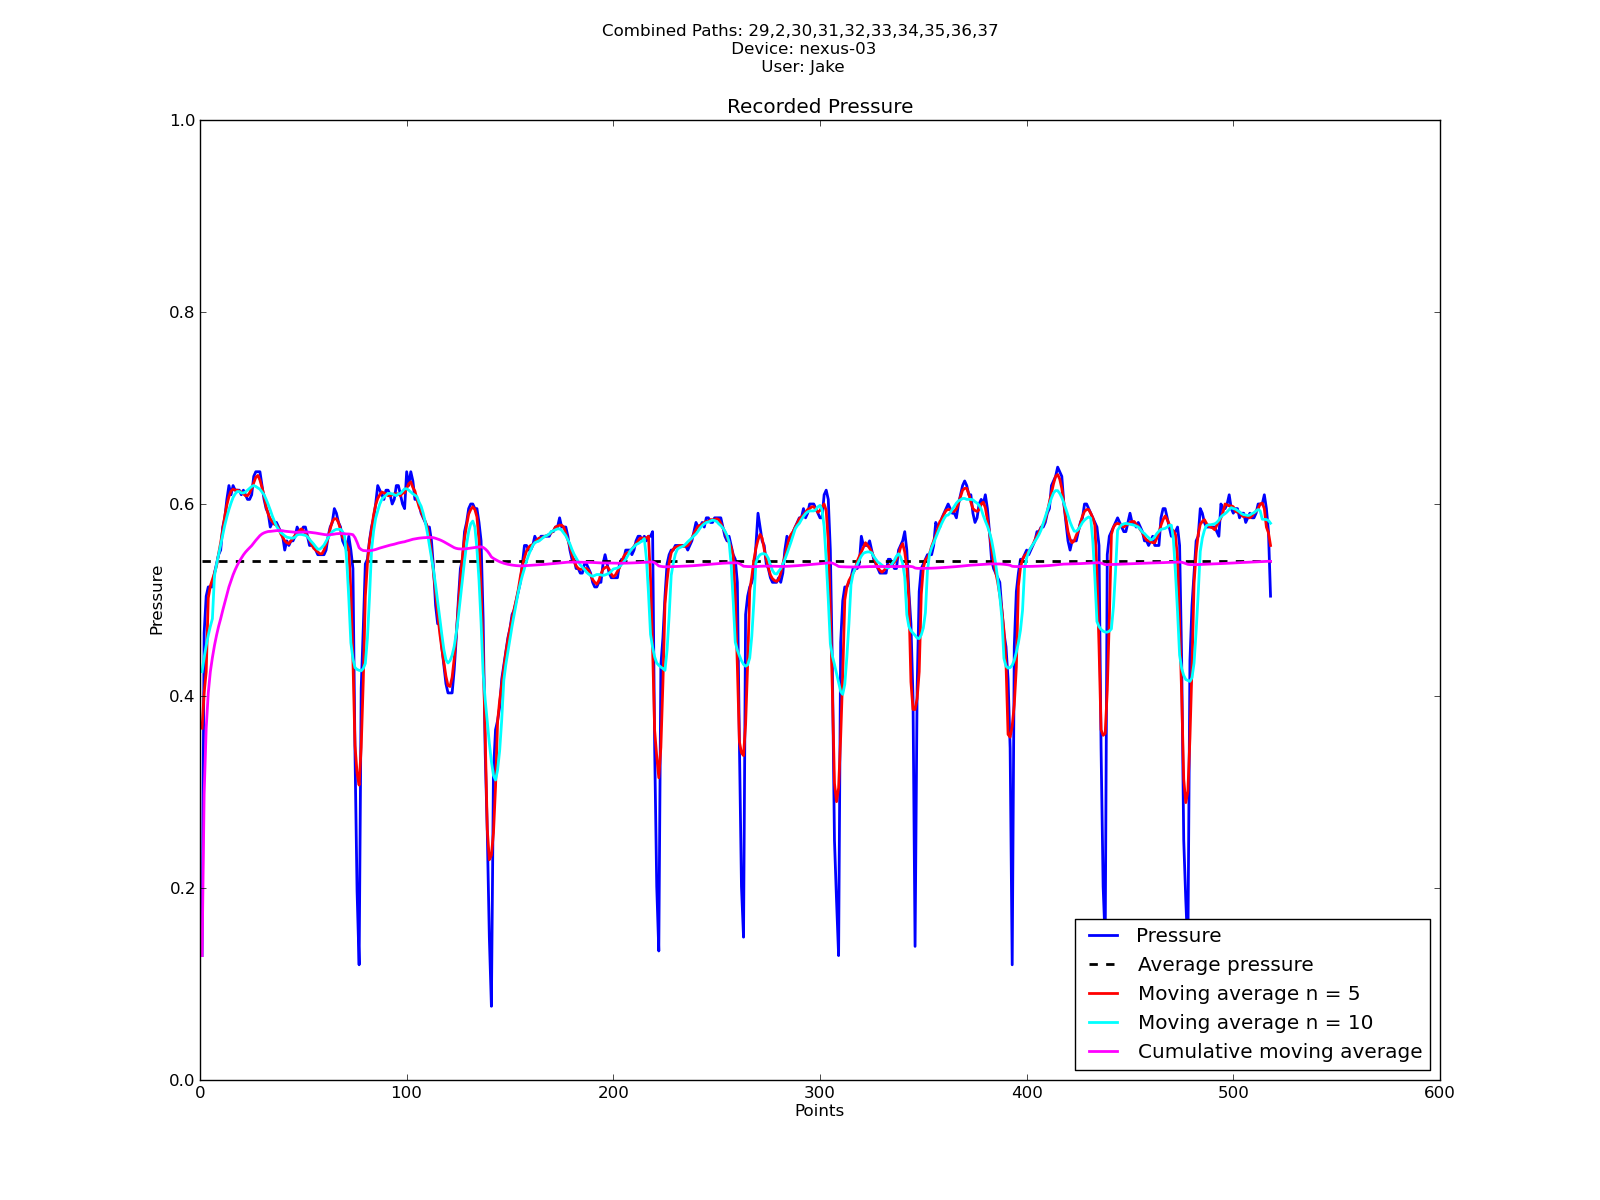 Combined Paths: 29,2,30,31,32,33,34,35,36,37
Device: nexus-03
User: Jake
Recorded Pressure
1.0
0.8
0.6
0.4
0.2
0.0
Pressure
0
100
200
300
400
500
600
Points
Pressure
Average pressure
Moving average n = 5
Moving average n = 10
Cumulative moving average